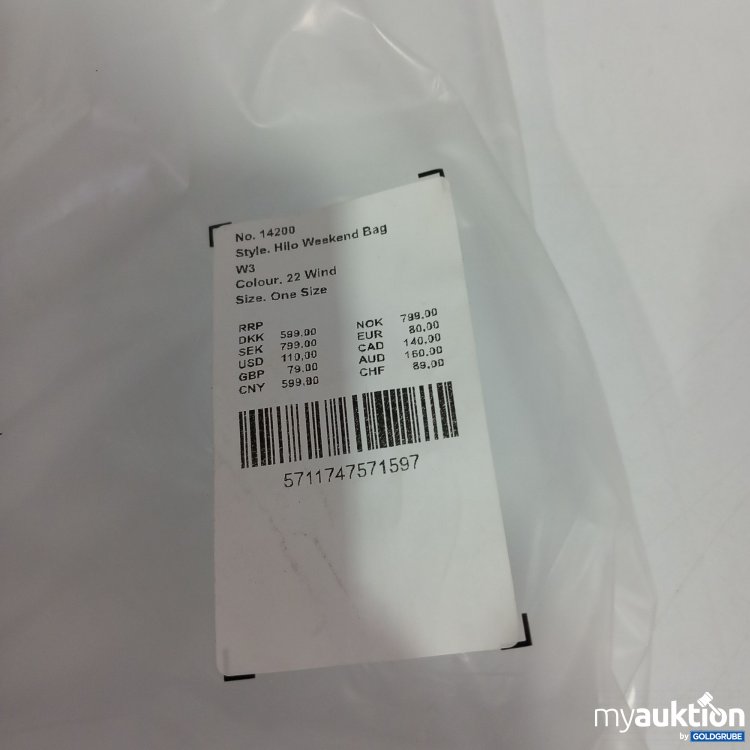 No. 14200
Style. Hilo Weekend Bag
W3
Colour. 22 Wind
Size. One Size
RRP
DKK 599.00 NOK 799.00
SEK 799.00 EUR 80.00
USD 110.00 CAD 140.00
GBP 79.00 AUD 160.00
CNY 599.00 CHF 89.00
5711747571597
myauktion
by GOLDGRUBE